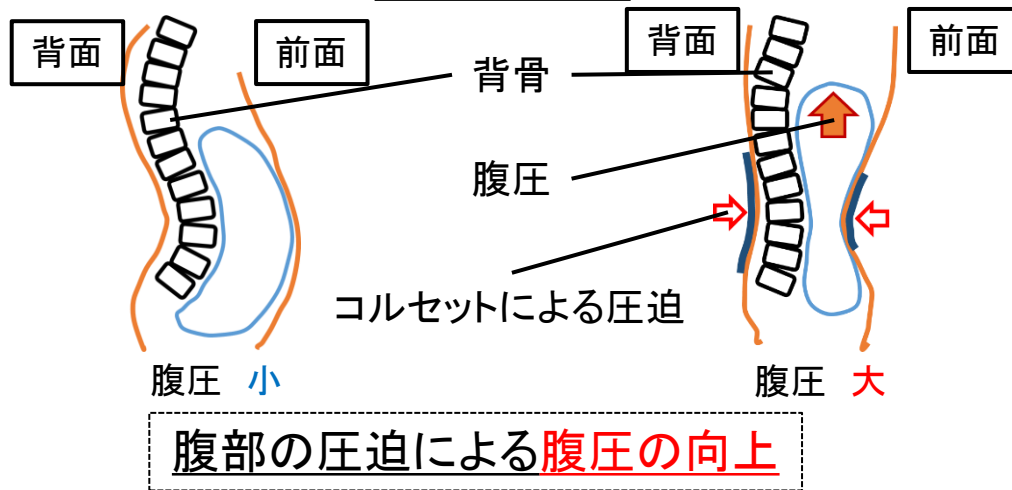 背面
前面
背骨
背面
前面
腹圧
コルセットによる圧迫
腹圧 小
腹圧 大
腹部の圧迫による腹圧の向上